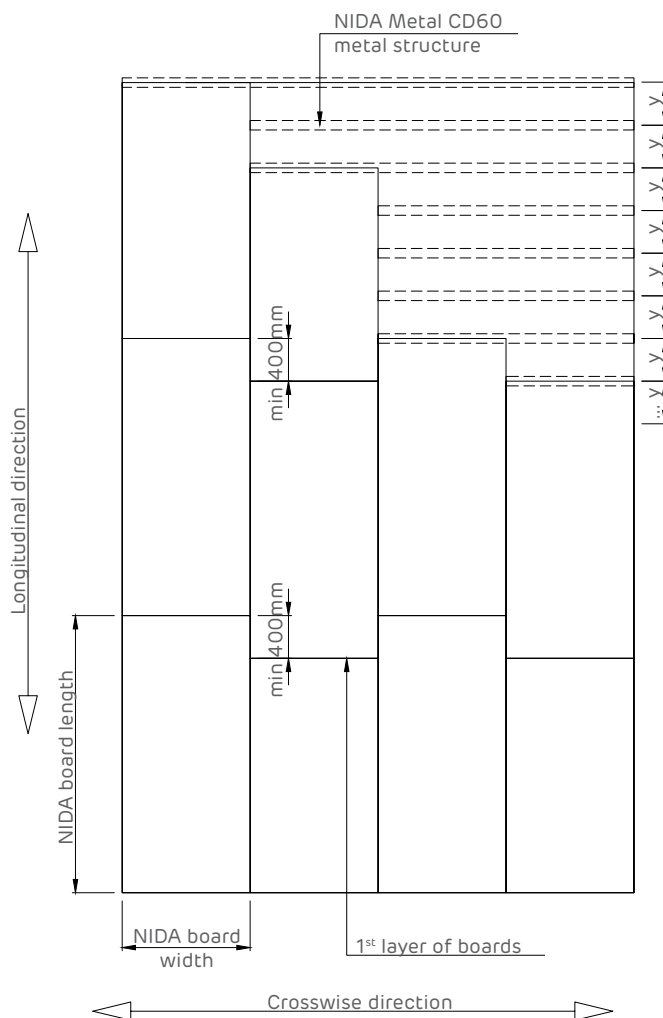 NIDA Metal CD60
metal structure
y
y
y
y
y
y
y
y
...
min 400mm
Longitudinal direction
min 400mm
NIDA board length
NIDA board
width
1st layer of boards
Crosswise direction